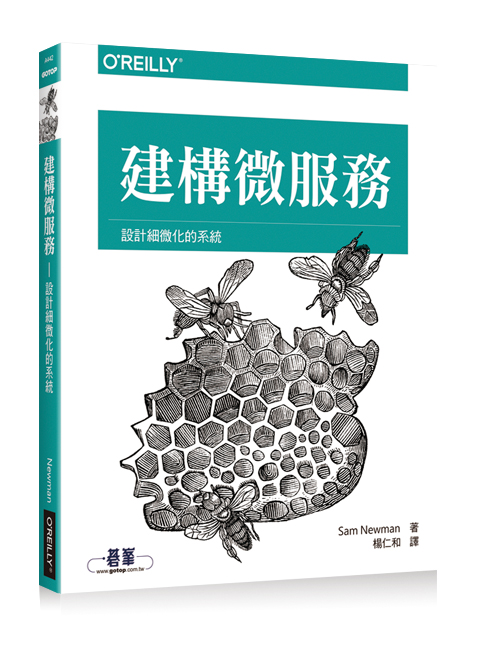 O'REILLY®
建構微服務
設計細微化的系統
Sam Newman 著
楊仁和 譯
碁峯
www.gotop.com.tw
A442
GOTOP
建構微服務—設計細微化的系統
Newman
O'REILLY®